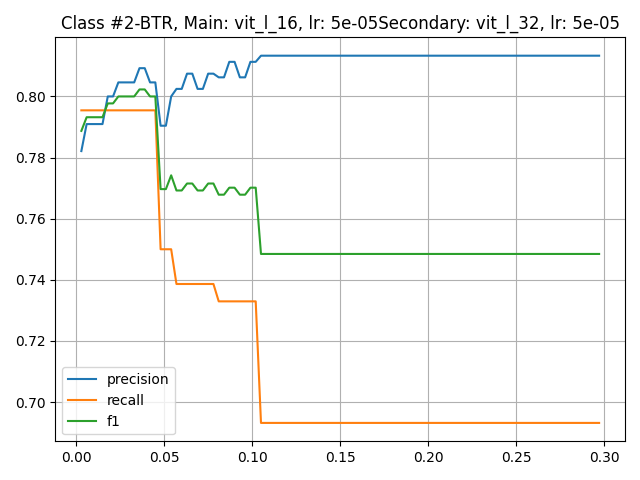 Class #2-BTR, Main: vit_l_16, lr: 5e-05Secondary: vit_l_32, lr: 5e-05
0.80
0.78
0.76
0.74
0.72
0.70
precision
recall
f1
0.00 0.05 0.10 0.15 0.20 0.25 0.30